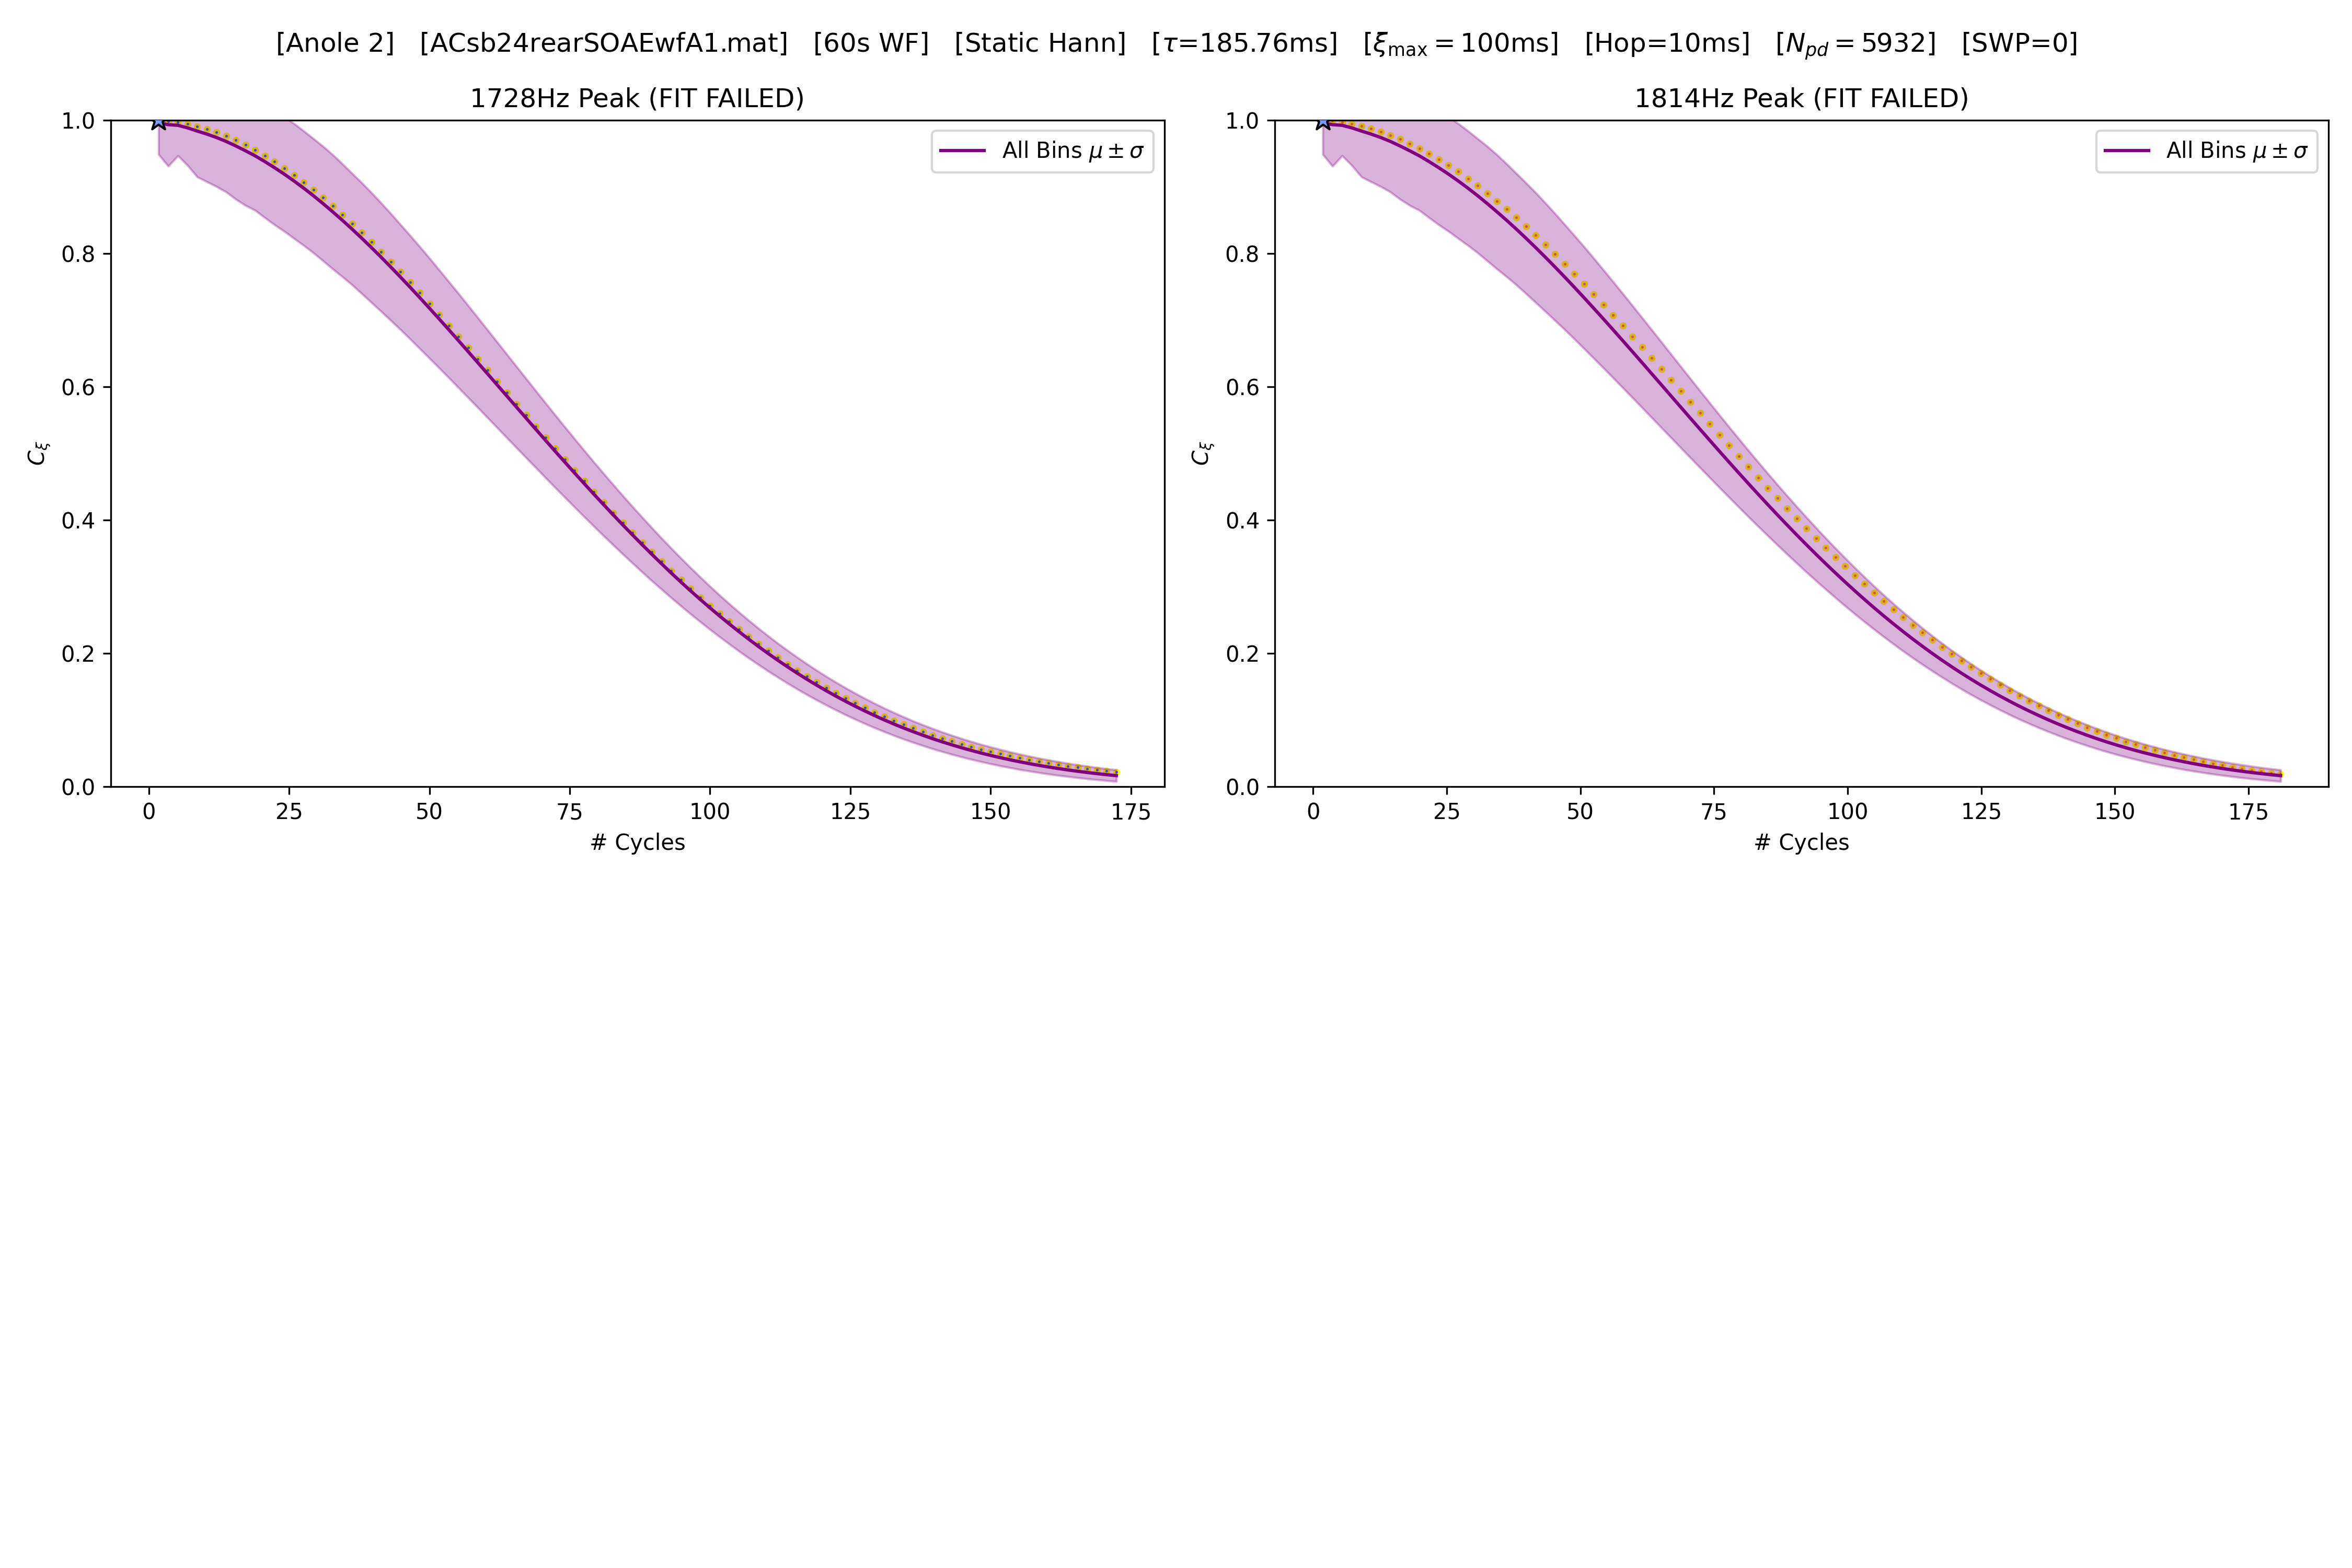 [Anole 2] [ACsb24rearSOAEwfA1.mat] [60s WF] [Static Hann] [τ=185.76ms] [ξmax = 100ms] [Hop=10ms] [Npd = 5932] [SWP=0]
1728Hz Peak (FIT FAILED)
All Bins μ ± σ
1.0
0.8
0.6
0.4
0.2
0.0
Cξ
0 25 50 75 100 125 150 175
# Cycles
1814Hz Peak (FIT FAILED)
All Bins μ ± σ
1.0
0.8
0.6
0.4
0.2
0.0
Cξ
0 25 50 75 100 125 150 175
# Cycles